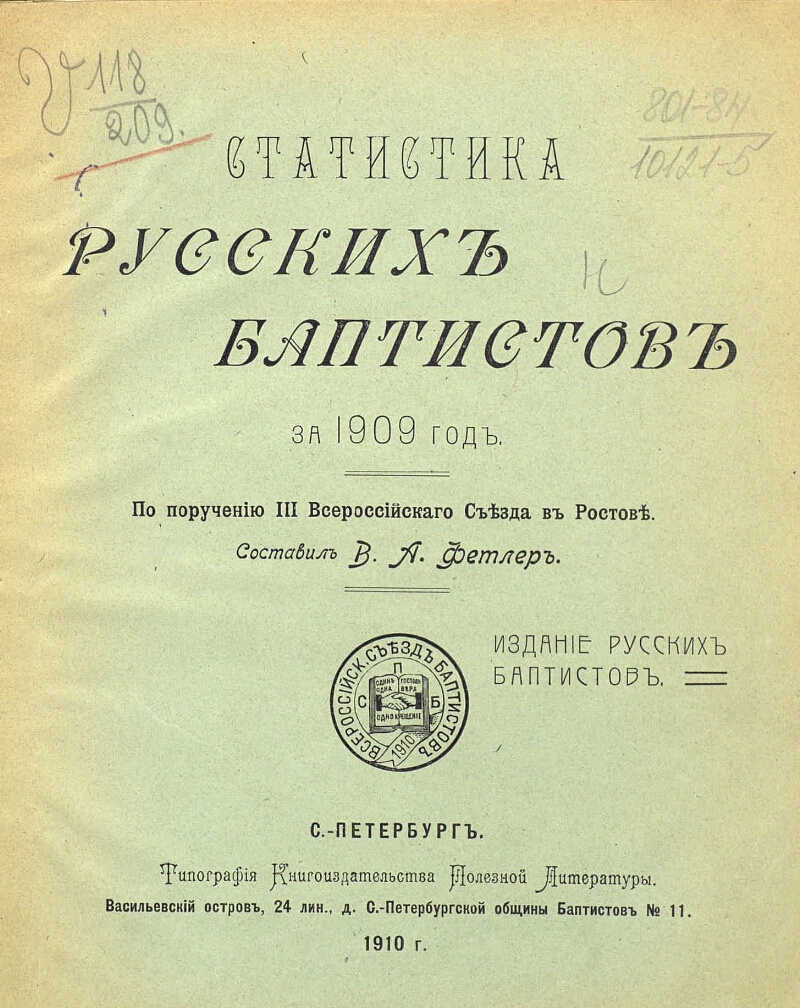 У 118
209.
801-84
10121-5
СТАТИСТИКА
РУССКИХЪ
БАПТИСТОВЪ
ЗА 1909 ГОДЪ.
По порученію III Всероссійскаго Съѣзда въ Ростовѣ.
Составилъ В. А. Фетлеръ.
ИЗДАНІЕ РУССКИХЪ
БАПТИСТОВЪ.
ВСЕРОССІЙСК. СЪѢЗДЪ БАПТИСТОВЪ
П
С Б
ОДИНЪ ГОСПОДЬ
ОДНА ВѢРА
ОДНО КРЕЩЕНІЕ
1910
С.-ПЕТЕРБУРГЪ.
Типографія Книгоиздательства Полезной Литературы.
Васильевскій островъ, 24 лин., д. С.-Петербургской общины Баптистовъ № 11.
1910 г.